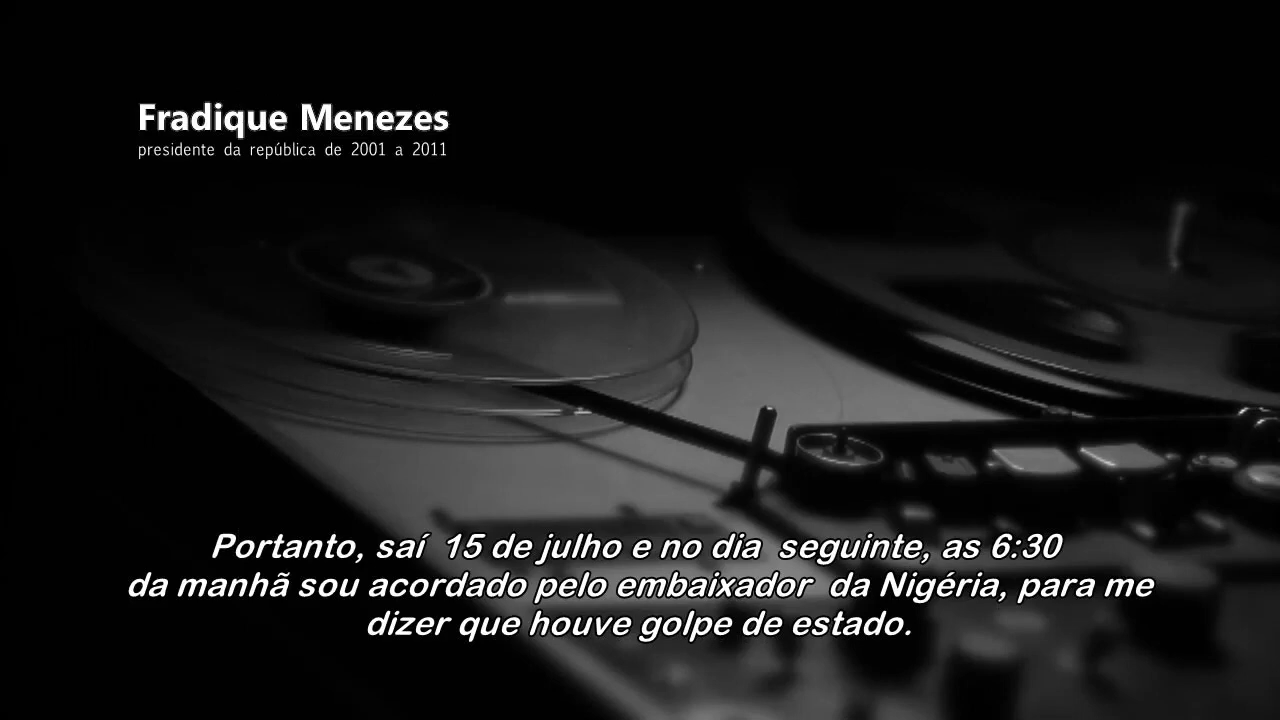 Fradique Menezes
presidente da república de 2001 a 2011
Portanto, saí 15 de julho e no dia seguinte, as 6:30
da manhã sou acordado pelo embaixador da Nigéria, para me
dizer que houve golpe de estado.